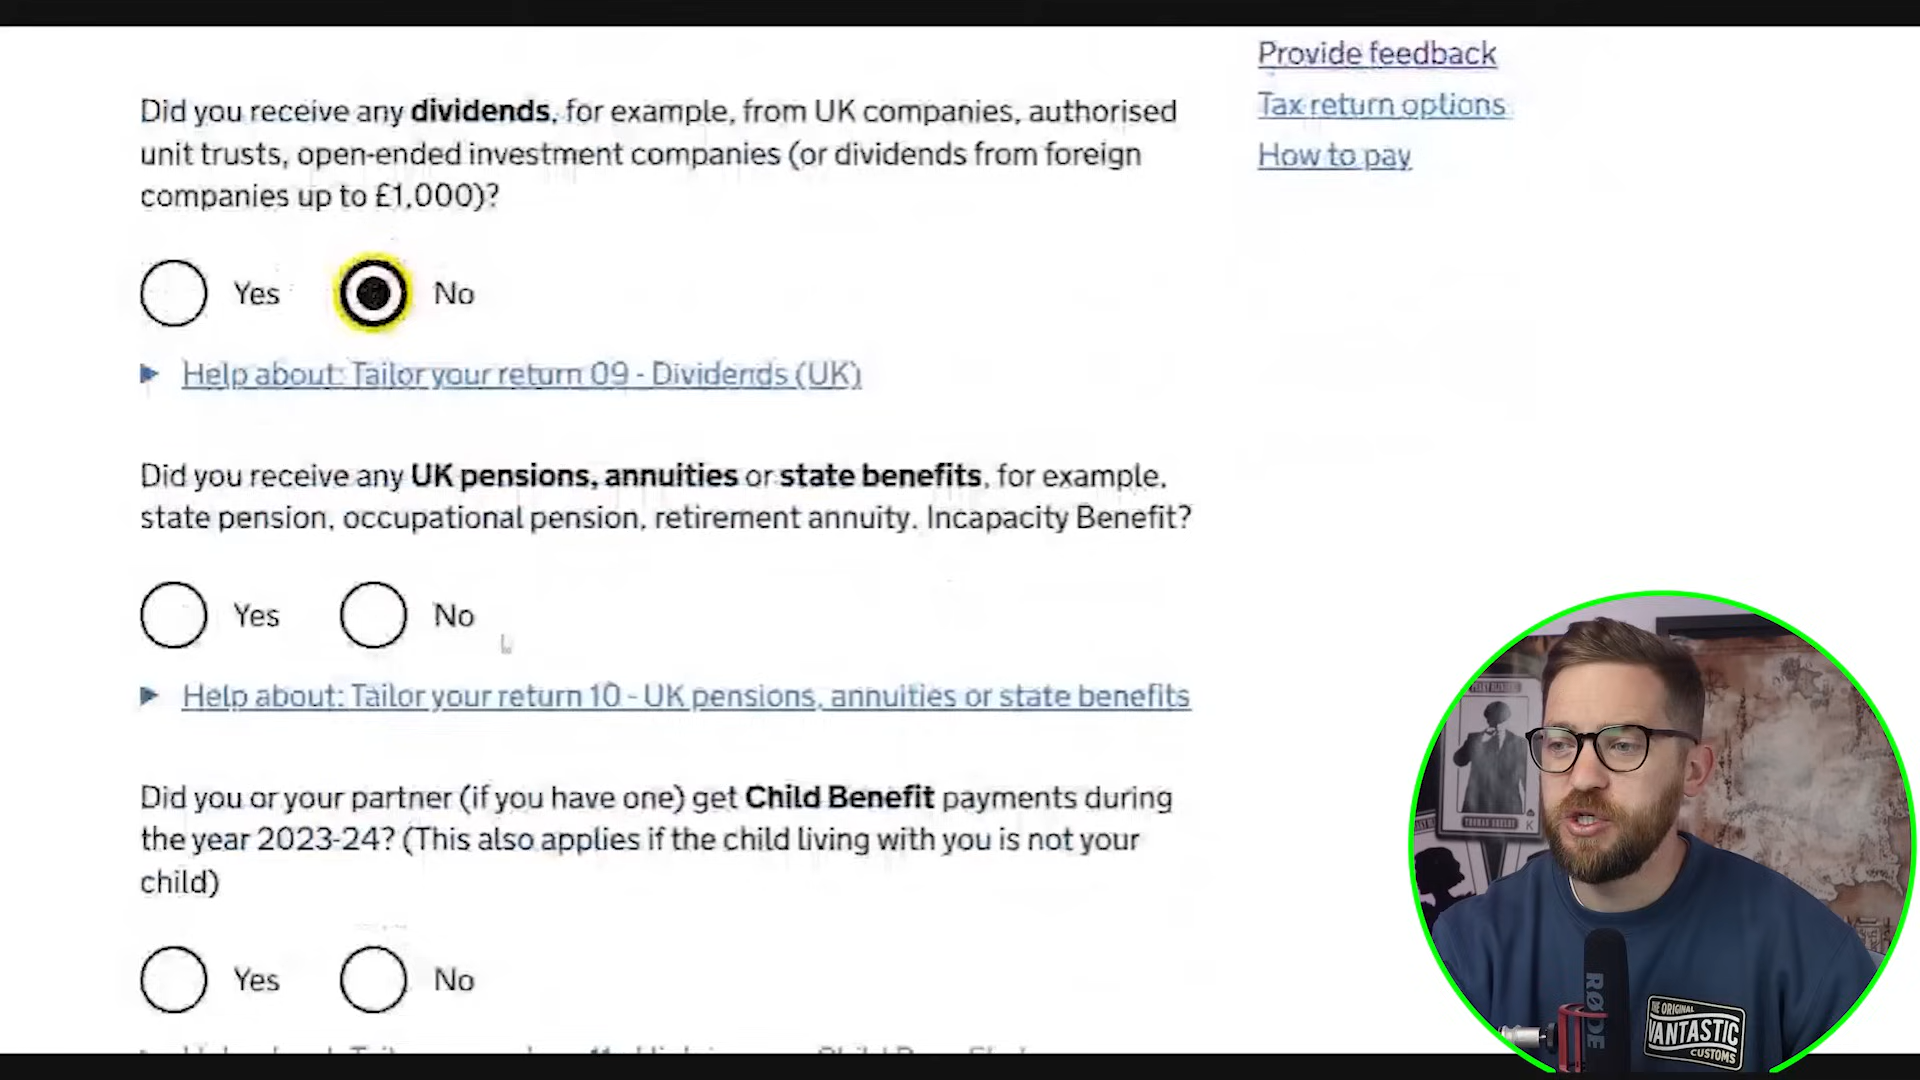 Provide feedback
Tax return options
How to pay
Did you receive any dividends, for example, from UK companies, authorised
unit trusts, open-ended investment companies (or dividends from foreign
companies up to £1,000)?
Yes No
Help about: Tailor your return 09 - Dividends (UK)
Did you receive any UK pensions, annuities or state benefits, for example,
state pension, occupational pension, retirement annuity, Incapacity Benefit?
Yes No
Help about: Tailor your return 10 - UK pensions, annuities or state benefits
Did you or your partner (if you have one) get Child Benefit payments during
the year 2023-24? (This also applies if the child living with you is not your
child)
Yes No
THOMAS SHELBY
K
RØDE
THE ORIGINAL
VANTASTIC
CUSTOMS